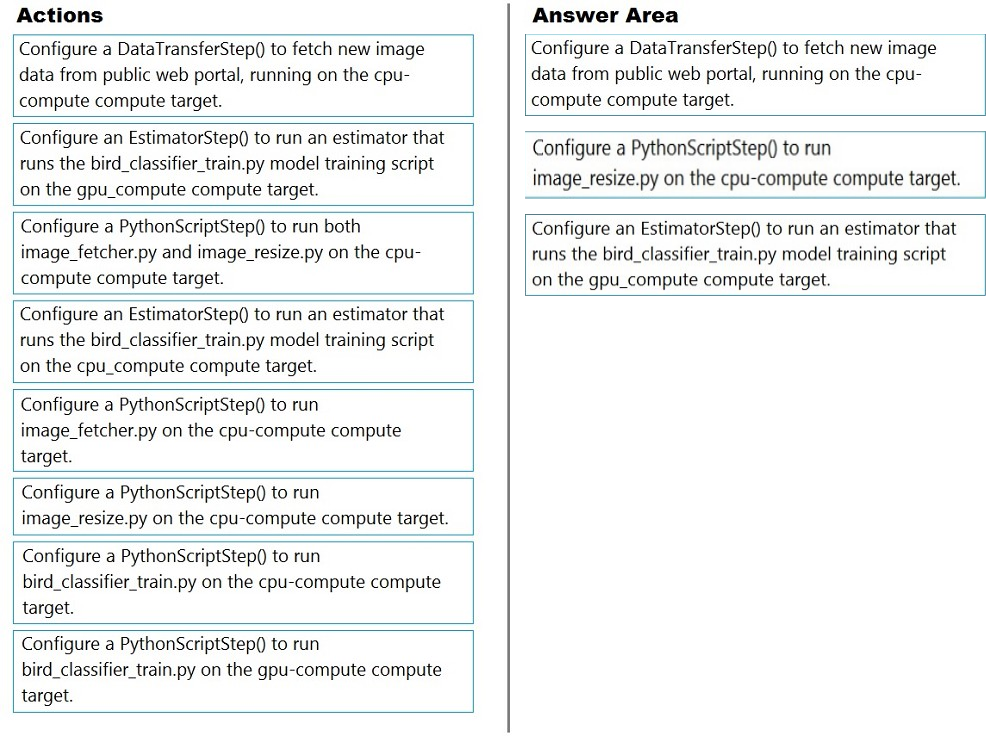 Actions
Configure a DataTransferStep() to fetch new image
data from public web portal, running on the cpu-
compute compute target.
Configure an EstimatorStep() to run an estimator that
runs the bird_classifier_train.py model training script
on the gpu_compute compute target.
Configure a PythonScriptStep() to run both
image_fetcher.py and image_resize.py on the cpu-
compute compute target.
Configure an EstimatorStep() to run an estimator that
runs the bird_classifier_train.py model training script
on the cpu_compute compute target.
Configure a PythonScriptStep() to run
image_fetcher.py on the cpu-compute compute
target.
Configure a PythonScriptStep() to run
image_resize.py on the cpu-compute compute target.
Configure a PythonScriptStep() to run
bird_classifier_train.py on the cpu-compute compute
target.
Configure a PythonScriptStep() to run
bird_classifier_train.py on the gpu-compute compute
target.
Answer Area
Configure a DataTransferStep() to fetch new image
data from public web portal, running on the cpu-
compute compute target.
Configure a PythonScriptStep() to run
image_resize.py on the cpu-compute compute target.
Configure an EstimatorStep() to run an estimator that
runs the bird_classifier_train.py model training script
on the gpu_compute compute target.